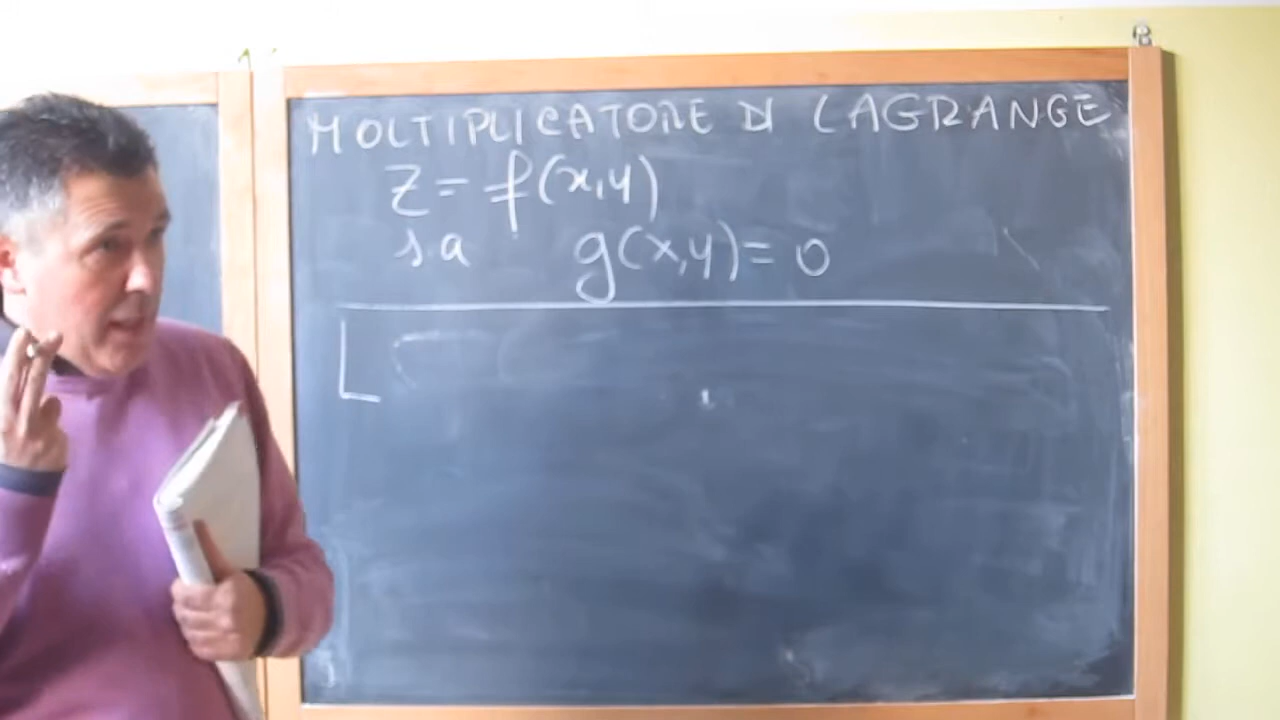 MOLTIPLICATORE DI LAGRANGE
z = f(x,y)
s.a g(x,y) = 0